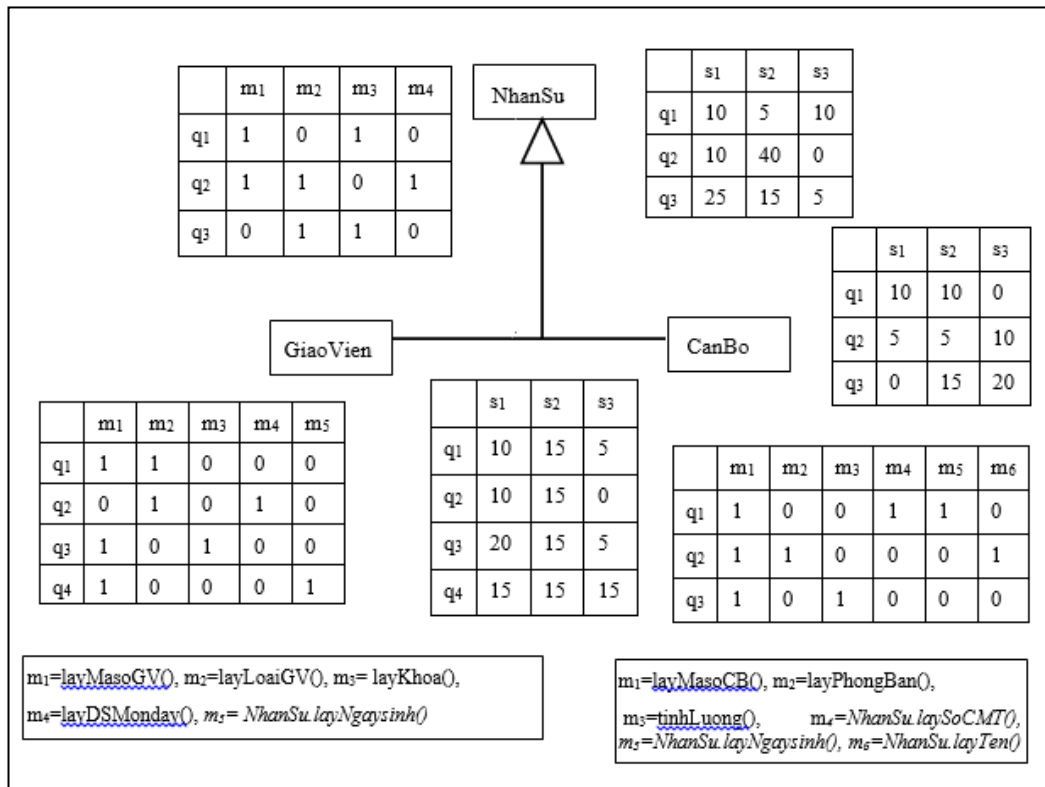 m1 m2 m3 m4
q1 1 0 1 0
q2 1 1 0 1
q3 0 1 1 0
NhanSu
s1 s2 s3
q1 10 5 10
q2 10 40 0
q3 25 15 5
s1 s2 s3
q1 10 10 0
q2 5 5 10
q3 0 15 20
GiaoVien
CanBo
m1 m2 m3 m4 m5
q1 1 1 0 0 0
q2 0 1 0 1 0
q3 1 0 1 0 0
q4 1 0 0 0 1
s1 s2 s3
q1 10 15 5
q2 10 15 0
q3 20 15 5
q4 15 15 15
m1 m2 m3 m4 m5 m6
q1 1 0 0 1 1 0
q2 1 1 0 0 0 1
q3 1 0 1 0 0 0
m1=layMasoGV(), m2=layLoaiGV(), m3= layKhoa(),
m4=layDSMonday(), m5= NhanSu.layNgaysinh()
m1=layMasoCB(), m2=layPhongBan(),
m3=tinhLuong(), m4=NhanSu.laySoCMT(),
m5=NhanSu.layNgaysinh(), m6=NhanSu.layTen()